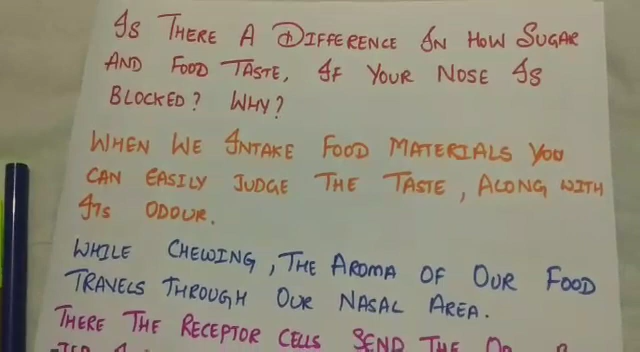 IS THERE A DIFFERENCE IN HOW SUGAR
AND FOOD TASTE, IF YOUR NOSE IS
BLOCKED? WHY?
WHEN WE INTAKE FOOD MATERIALS YOU
CAN EASILY JUDGE THE TASTE, ALONG WITH
ITS ODOUR.
WHILE CHEWING, THE AROMA OF OUR FOOD
TRAVELS THROUGH OUR NASAL AREA.
THERE THE RECEPTOR CELLS SEND THE